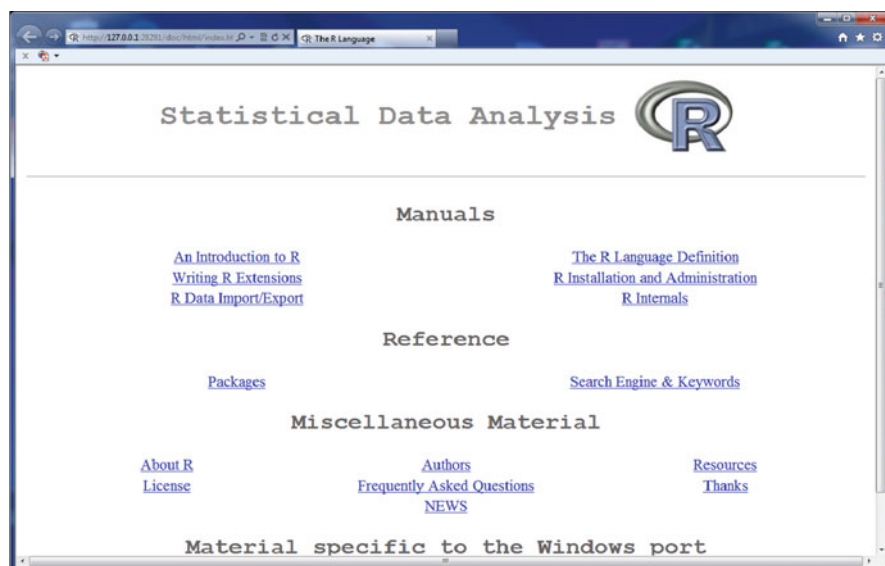 http://127.0.0.1:28281/doc/html/index.ht
The R Language
Statistical Data Analysis R
Manuals
An Introduction to R The R Language Definition
Writing R Extensions R Installation and Administration
R Data Import/Export R Internals
Reference
Packages Search Engine & Keywords
Miscellaneous Material
About R Authors Resources
License Frequently Asked Questions Thanks
NEWS
Material specific to the Windows port